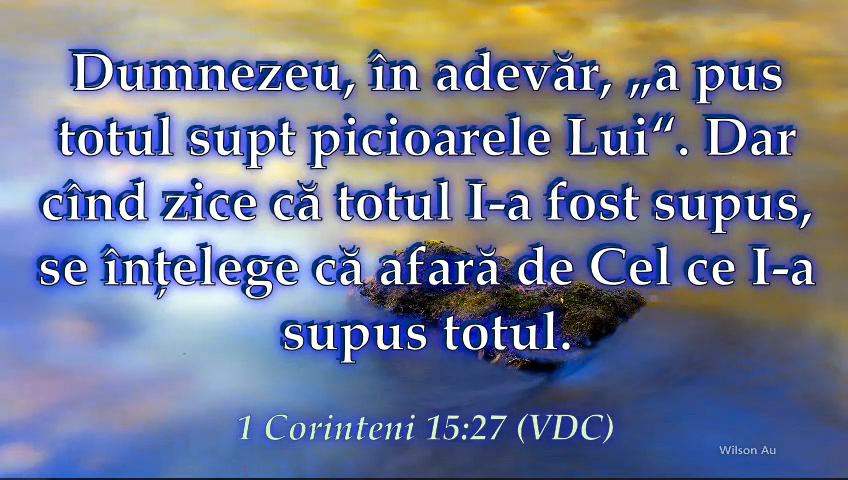 Dumnezeu, în adevăr, „a pus
totul supt picioarele Lui“. Dar
cînd zice că totul I-a fost supus,
se înțelege că afară de Cel ce I-a
supus totul.
1 Corinteni 15:27 (VDC)
Wilson Au